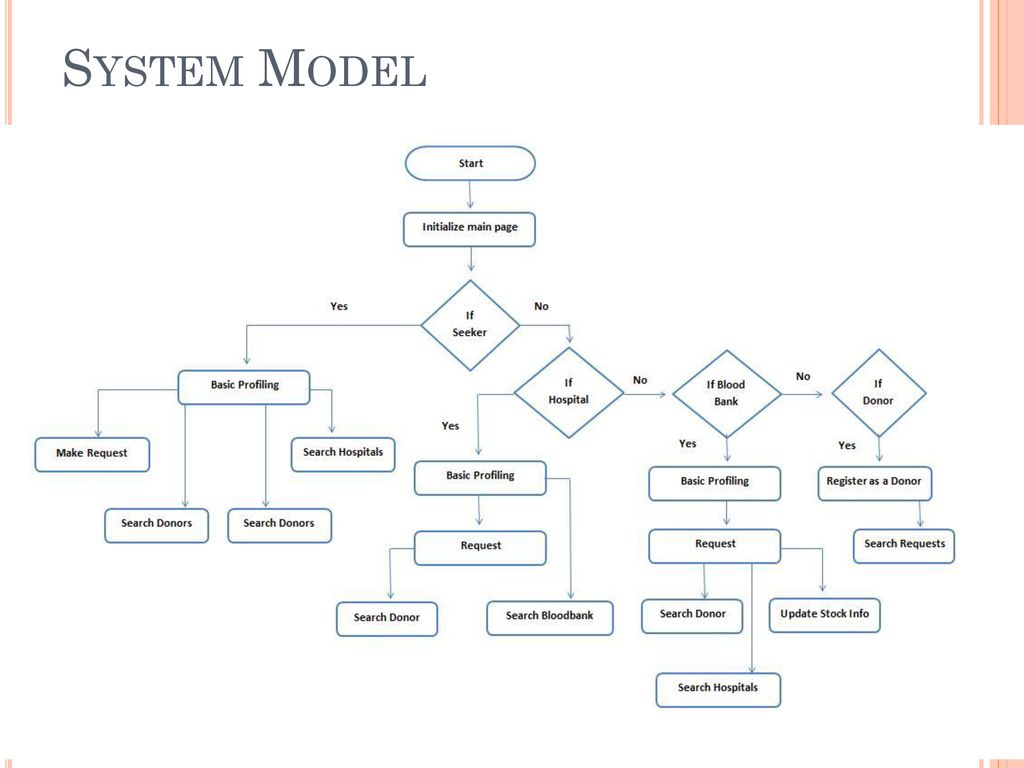 SYSTEM MODEL
Start
Initialize main page
Yes
No
If
Seeker
Basic Profiling
Make Request
Search Hospitals
Search Donors
Search Donors
If
Hospital
No
Yes
Basic Profiling
Request
Search Donor
Search Bloodbank
If Blood
Bank
No
Yes
Basic Profiling
Request
Search Donor
Update Stock Info
Search Hospitals
If
Donor
Yes
Register as a Donor
Search Requests